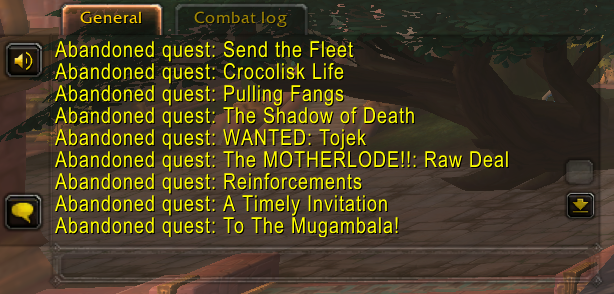 General
Combat log
Abandoned quest: Send the Fleet
Abandoned quest: Crocolisk Life
Abandoned quest: Pulling Fangs
Abandoned quest: The Shadow of Death
Abandoned quest: WANTED: Tojek
Abandoned quest: The MOTHERLODE!!: Raw Deal
Abandoned quest: Reinforcements
Abandoned quest: A Timely Invitation
Abandoned quest: To The Mugambala!